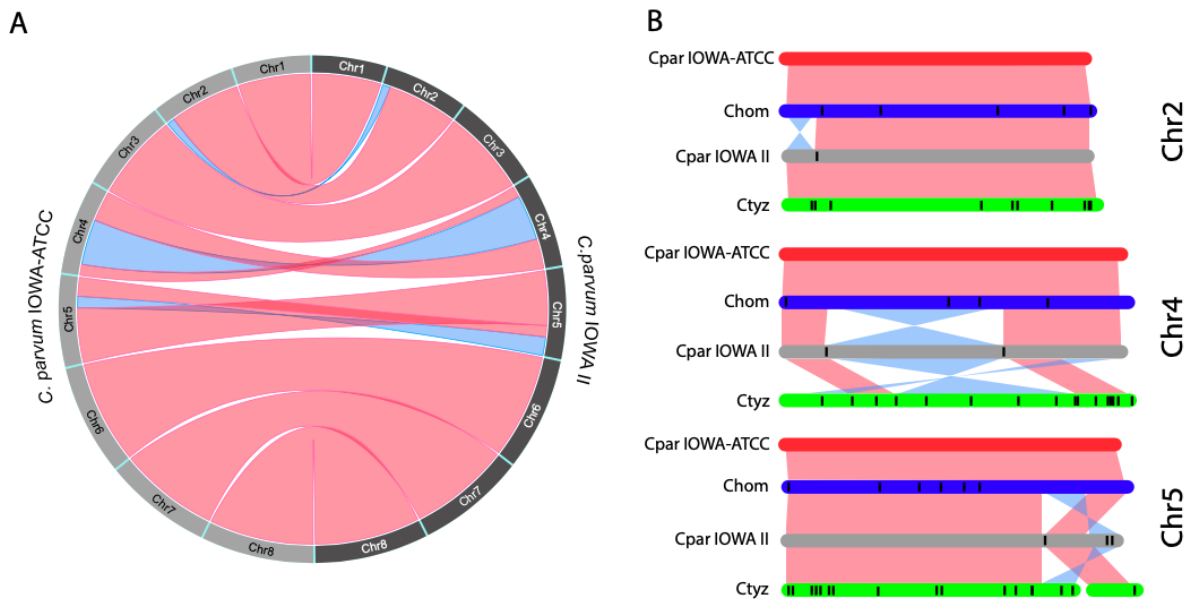 A
Chr1
Chr2
Chr3
Chr4
Chr5
Chr6
Chr7
Chr8
Chr1
Chr2
Chr3
Chr4
Chr5
Chr6
Chr7
Chr8
C. parvum IOWA-ATCC
C.parvum IOWA II
B
Cpar IOWA-ATCC
Chom
Cpar IOWA II
Ctyz
Chr2
Cpar IOWA-ATCC
Chom
Cpar IOWA II
Ctyz
Chr4
Cpar IOWA-ATCC
Chom
Cpar IOWA II
Ctyz
Chr5